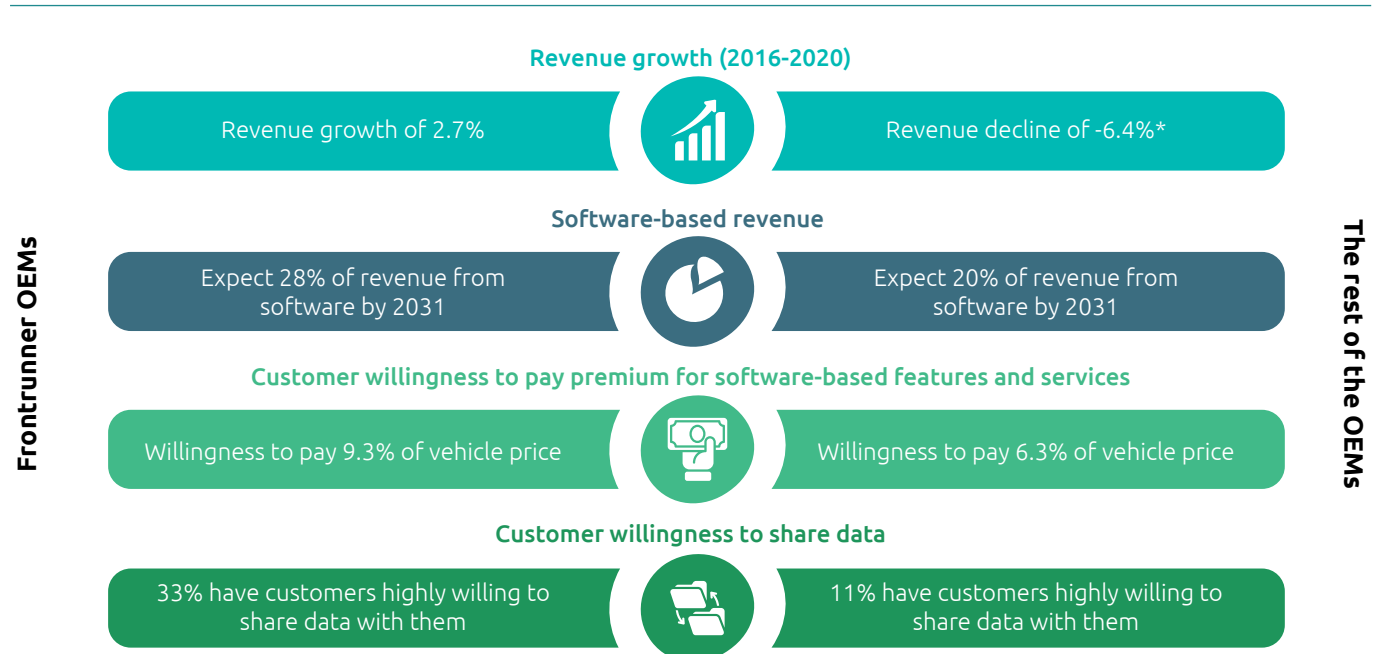 Revenue growth (2016-2020)
Revenue growth of 2.7%
Revenue decline of -6.4%*
Software-based revenue
Expect 28% of revenue from
software by 2031
Expect 20% of revenue from
software by 2031
Customer willingness to pay premium for software-based features and services
Willingness to pay 9.3% of vehicle price
Willingness to pay 6.3% of vehicle price
Customer willingness to share data
33% have customers highly willing to
share data with them
11% have customers highly willing to
share data with them
Frontrunner OEMs
The rest of the OEMs